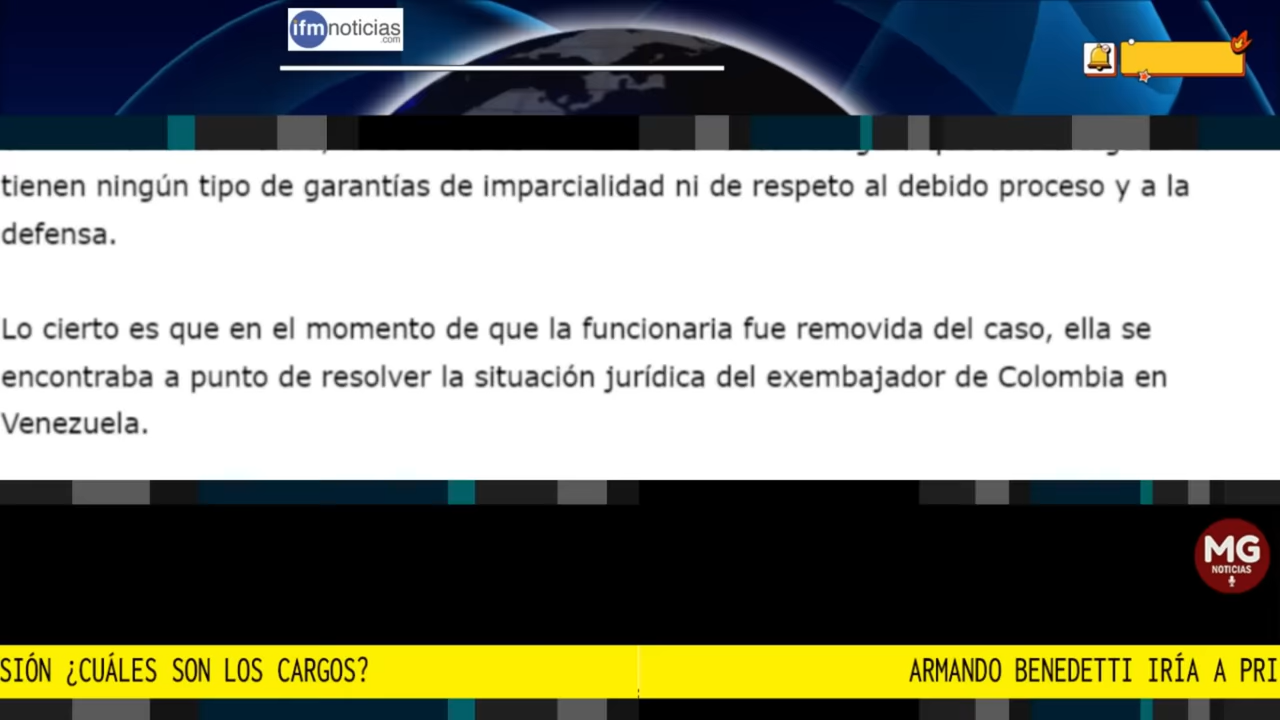 ifmnoticias
.com
tienen ningún tipo de garantías de imparcialidad ni de respeto al debido proceso y a la
defensa.
Lo cierto es que en el momento de que la funcionaria fue removida del caso, ella se
encontraba a punto de resolver la situación jurídica del exembajador de Colombia en
Venezuela.
MG
NOTICIAS
SIÓN ¿CUÁLES SON LOS CARGOS? ARMANDO BENEDETTI IRÍA A PRI